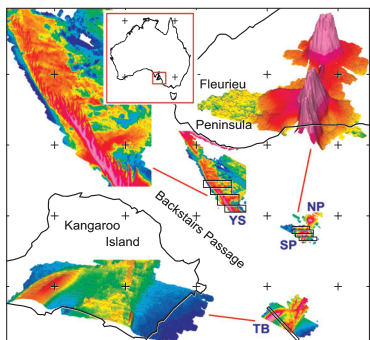 Fleurieu
Peninsula
YS
Kangaroo
Island
Backstairs Passage
NP
SP
TB